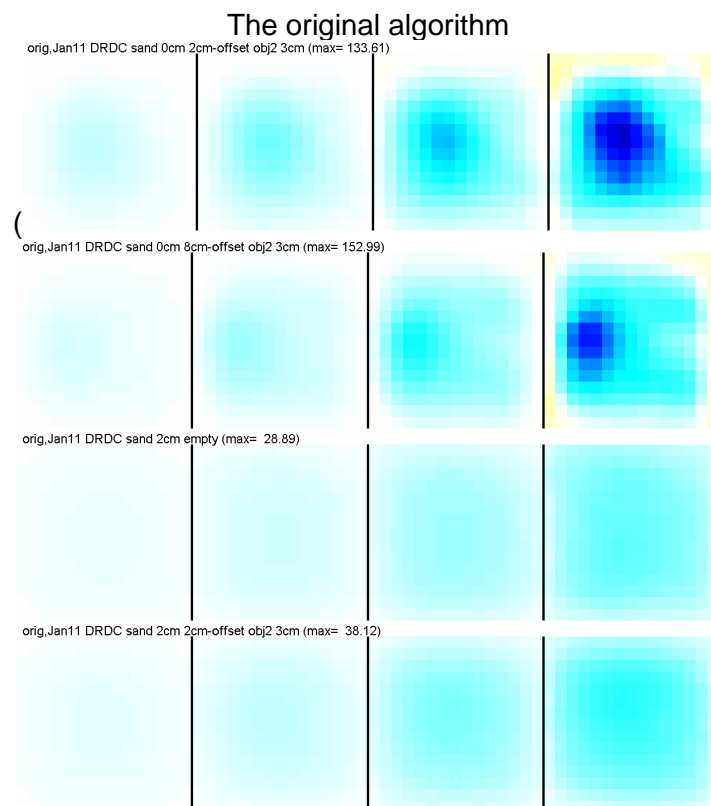 The original algorithm
orig,Jan11 DRDC sand 0cm 2cm-offset obj2 3cm (max= 133.61)
(
orig,Jan11 DRDC sand 0cm 8cm-offset obj2 3cm (max= 152.99)
orig,Jan11 DRDC sand 2cm empty (max=  28.89)
orig,Jan11 DRDC sand 2cm 2cm-offset obj2 3cm (max=  38.12)